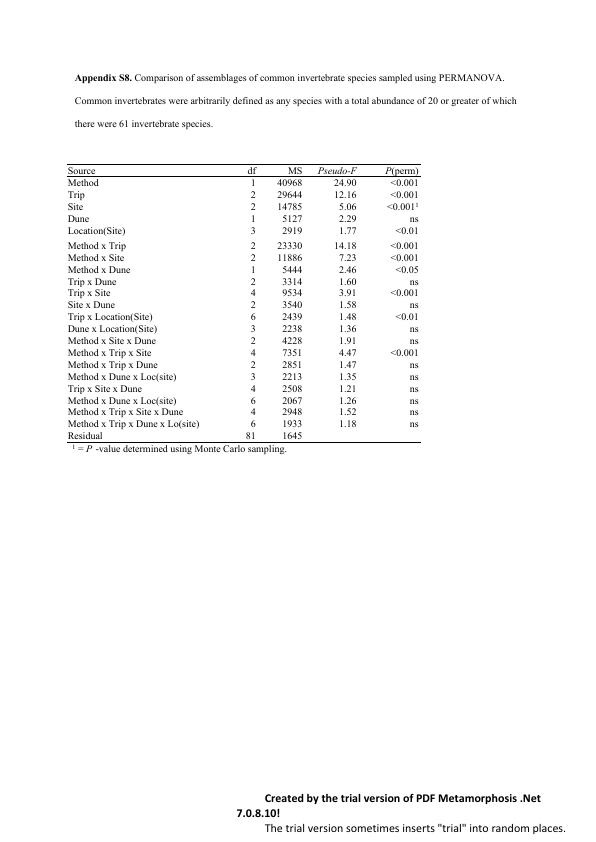 Appendix S8. Comparison of assemblages of common invertebrate species sampled using PERMANOVA.
Common invertebrates were arbitrarily defined as any species with a total abundance of 20 or greater of which
there were 61 invertebrate species.
Source df MS Pseudo-F P(perm)
Method 1 40968 24.90 <0.001
Trip 2 29644 12.16 <0.001
Site 2 14785 5.06 <0.001¹
Dune 1 5127 2.29 ns
Location(Site) 3 2919 1.77 <0.01
Method x Trip 2 23330 14.18 <0.001
Method x Site 2 11886 7.23 <0.001
Method x Dune 1 5444 2.46 <0.05
Trip x Dune 2 3314 1.60 ns
Trip x Site 4 9534 3.91 <0.001
Site x Dune 2 3540 1.58 ns
Trip x Location(Site) 6 2439 1.48 <0.01
Dune x Location(Site) 3 2238 1.36 ns
Method x Site x Dune 2 4228 1.91 ns
Method x Trip x Site 4 7351 4.47 <0.001
Method x Trip x Dune 2 2851 1.47 ns
Method x Dune x Loc(site) 3 2213 1.35 ns
Trip x Site x Dune 4 2508 1.21 ns
Method x Dune x Loc(site) 6 2067 1.26 ns
Method x Trip x Site x Dune 4 2948 1.52 ns
Method x Trip x Dune x Lo(site) 6 1933 1.18 ns
Residual 81 1645
¹ = P -value determined using Monte Carlo sampling.
Created by the trial version of PDF Metamorphosis .Net
7.0.8.10!
The trial version sometimes inserts "trial" into random places.